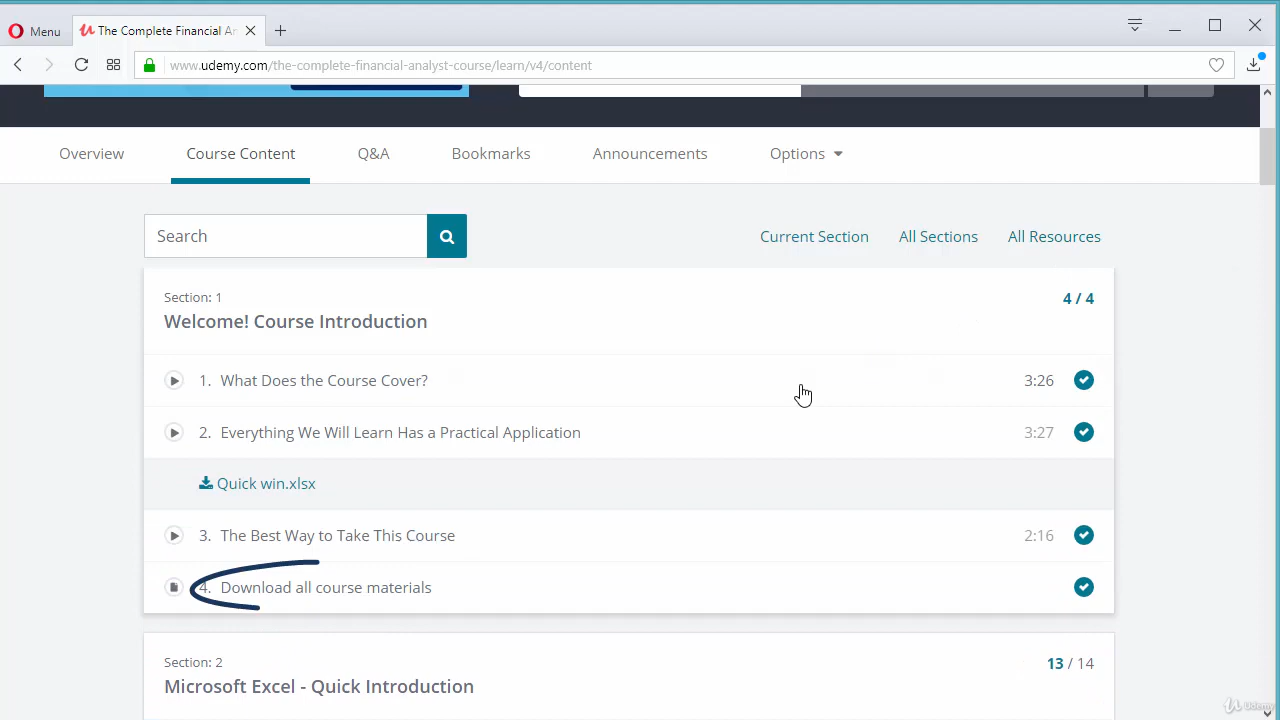 Menu
The Complete Financial An
www.udemy.com/the-complete-financial-analyst-course/learn/v4/content
Overview
Course Content
Q&A
Bookmarks
Announcements
Options
Search
Current Section
All Sections
All Resources
Section: 1
4 / 4
Welcome! Course Introduction
1. What Does the Course Cover?
3:26
2. Everything We Will Learn Has a Practical Application
3:27
Quick win.xlsx
3. The Best Way to Take This Course
2:16
4. Download all course materials
Section: 2
13 / 14
Microsoft Excel - Quick Introduction
Udemy